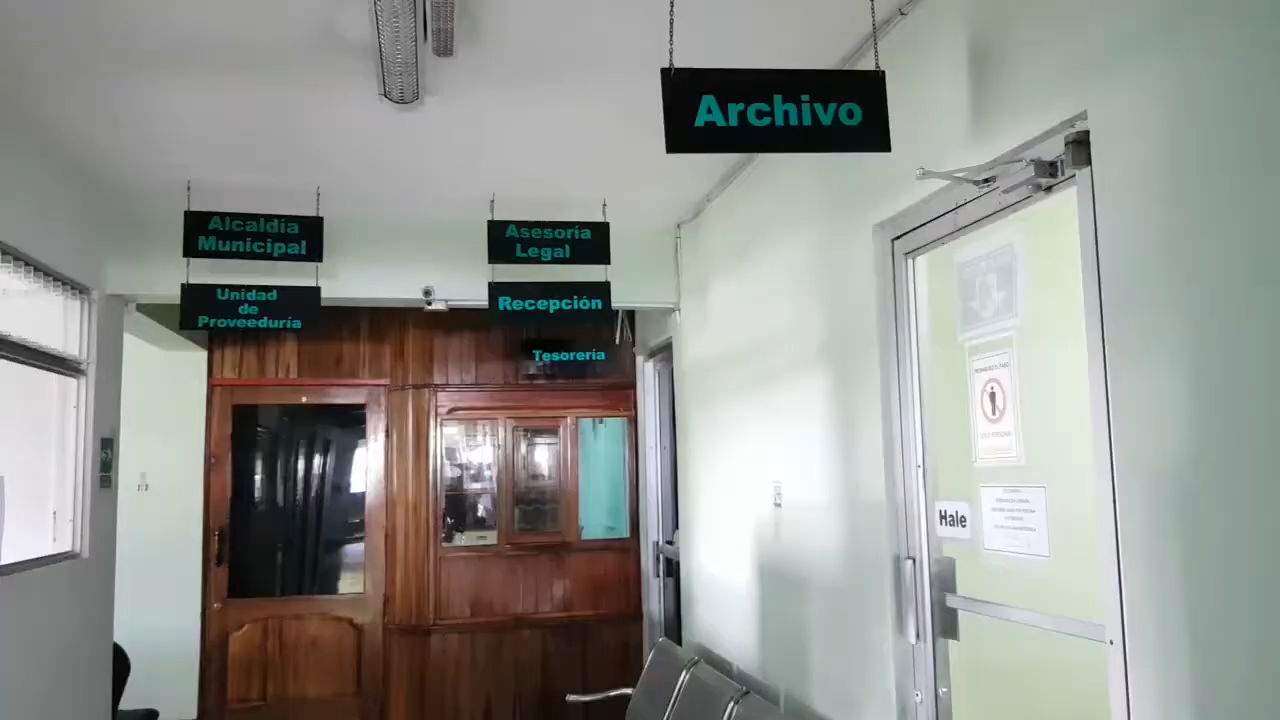 Archivo
Alcaldía
Municipal
Unidad
de
Proveeduría
Asesoría
Legal
Recepción
Tesorería
Hale